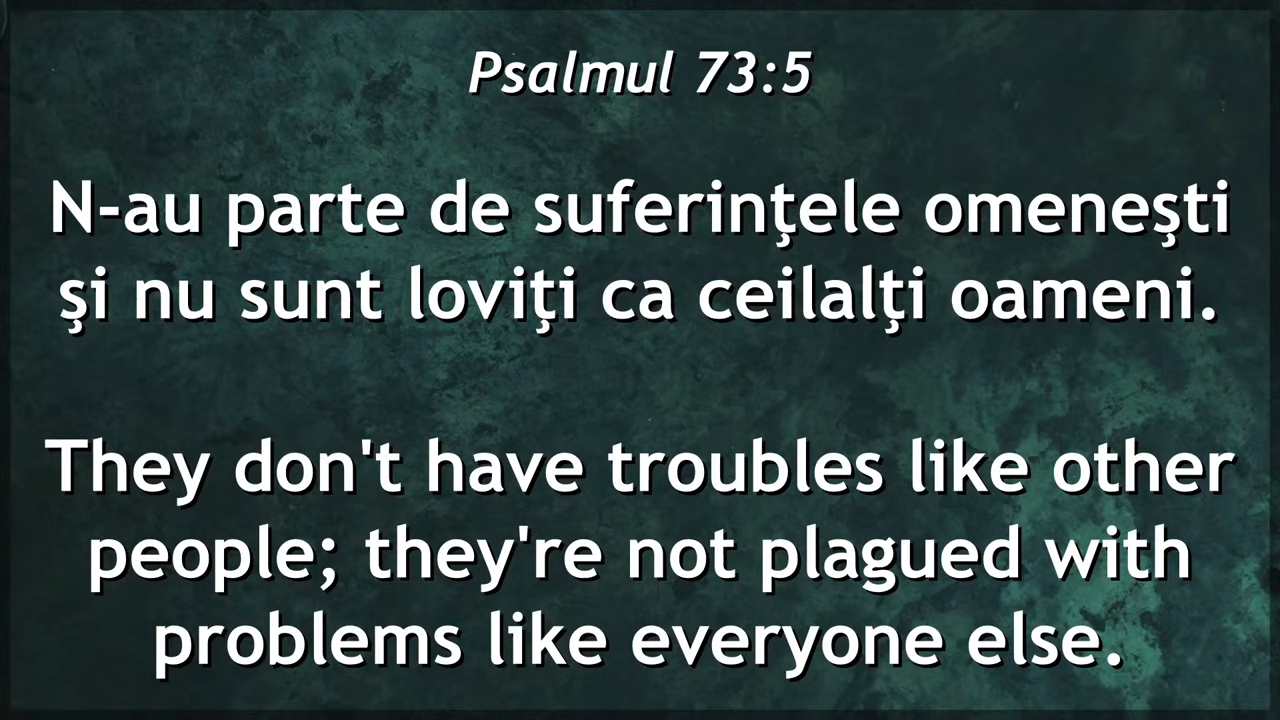 Psalmul 73:5
N-au parte de suferinţele omeneşti
şi nu sunt loviţi ca ceilalţi oameni.
They don't have troubles like other
people; they're not plagued with
problems like everyone else.